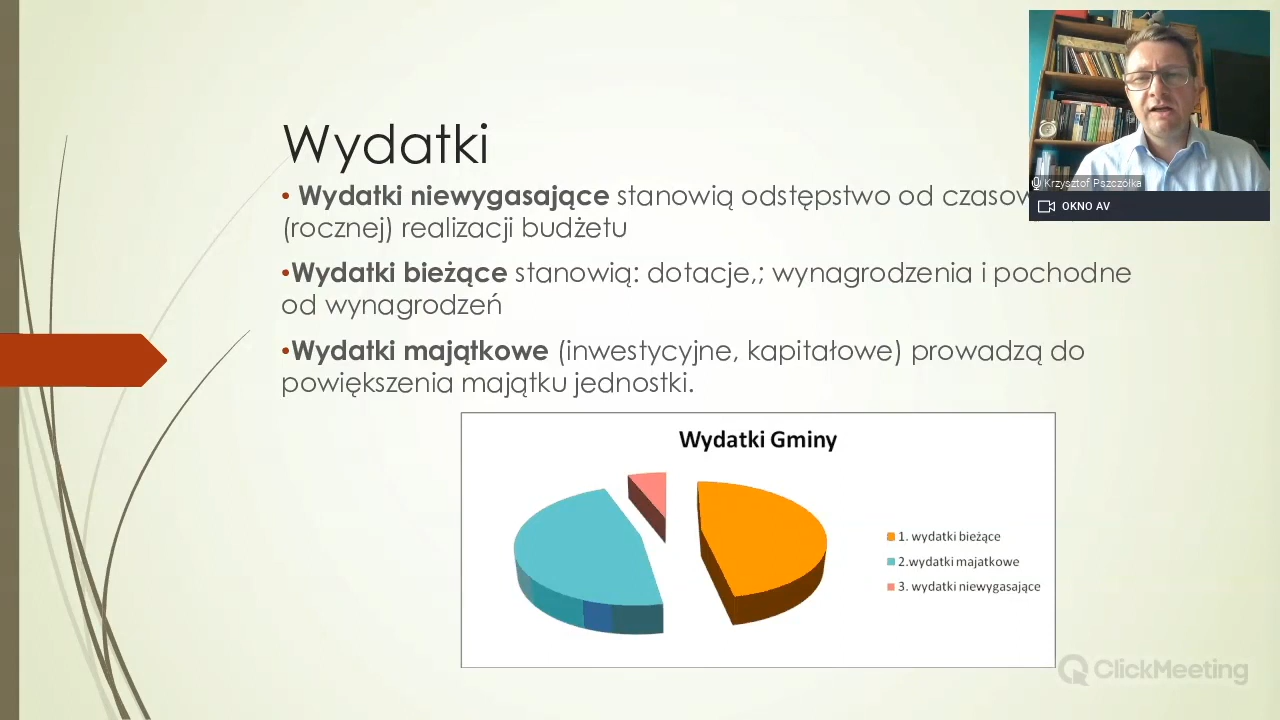 Wydatki
• Wydatki niewygasające stanowią odstępstwo od
(rocznej) realizacji budżetu
•Wydatki bieżące stanowią: dotacje,; wynagrodzenia i pochodne
od wynagrodzeń
•Wydatki majątkowe (inwestycyjne, kapitałowe) prowadzą do
powiększenia majątku jednostki.
Wydatki Gminy
1. wydatki bieżące
2.wydatki majatkowe
3. wydatki niewygasające
Krzysztof Pszczółka
OKNO AV
ClickMeeting